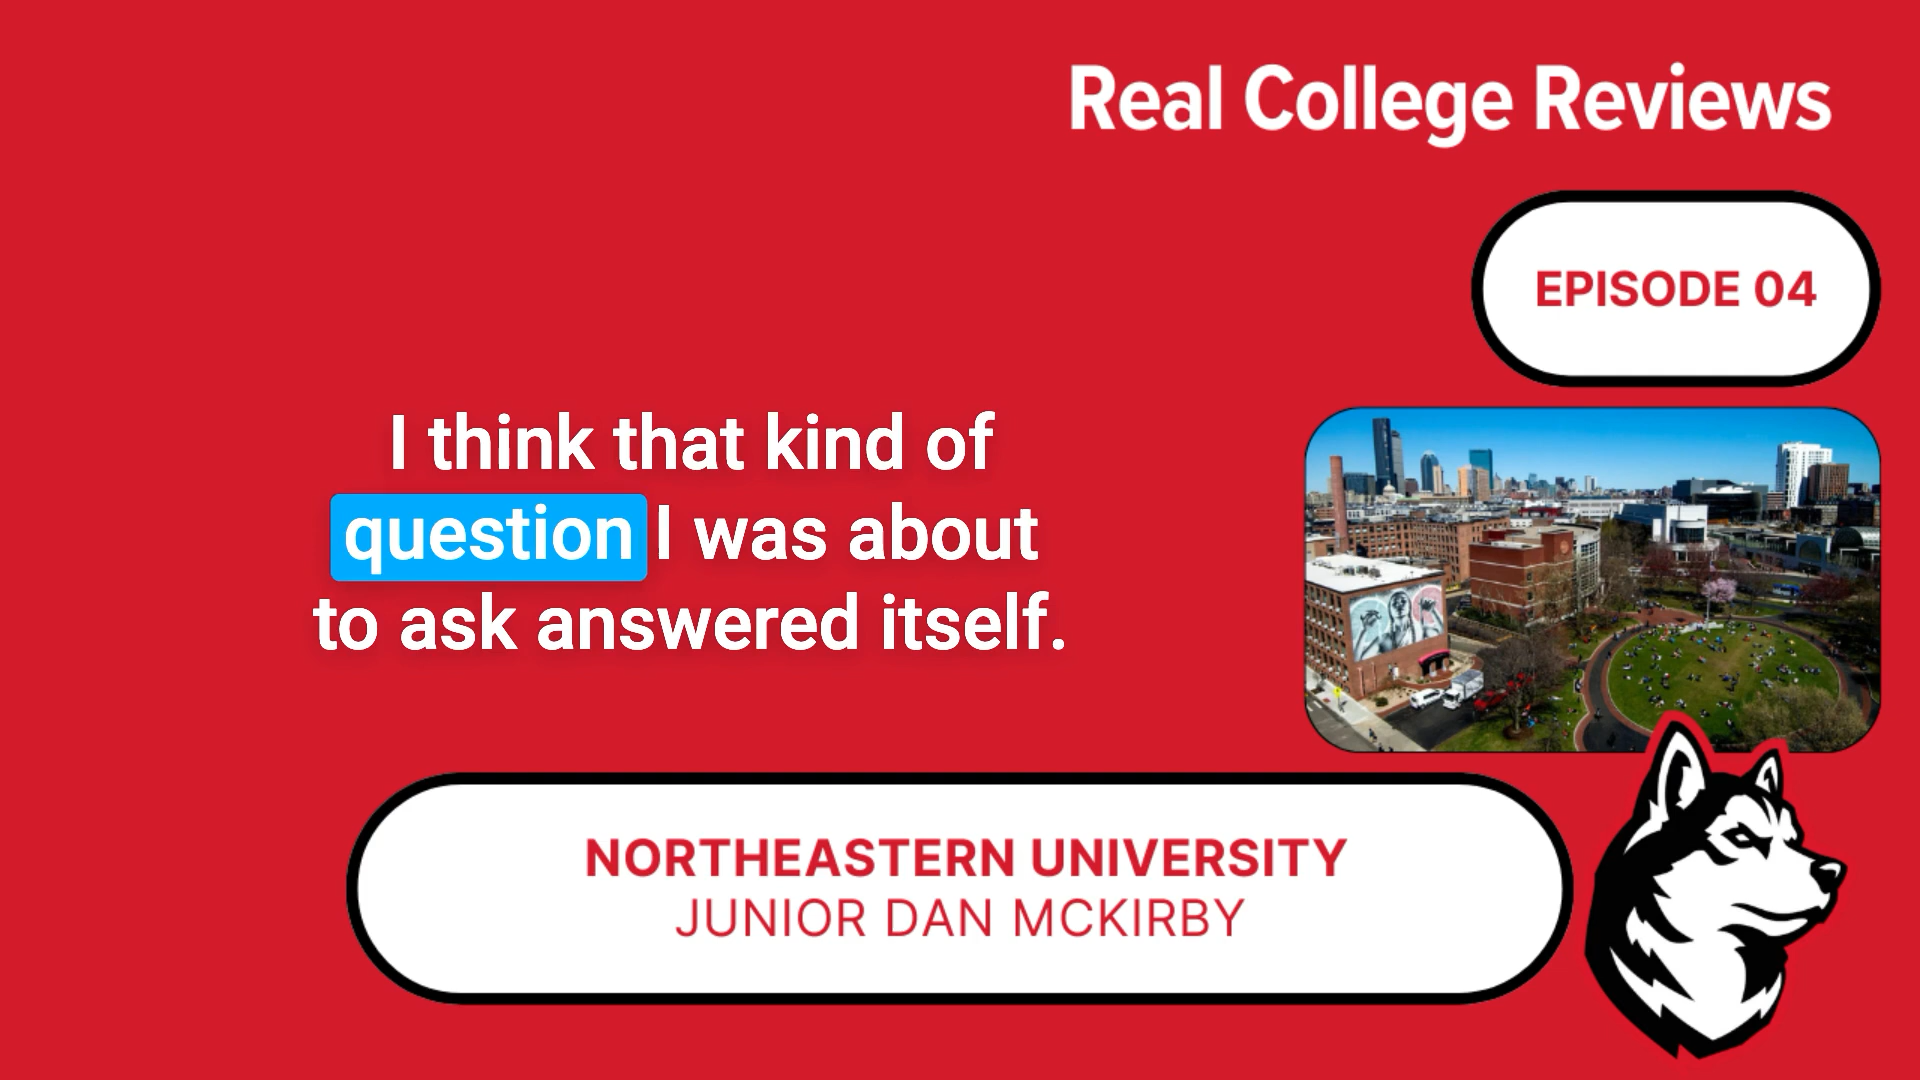 Real College Reviews
EPISODE 04
I think that kind of
question I was about
to ask answered itself.
NORTHEASTERN UNIVERSITY
JUNIOR DAN MCKIRBY